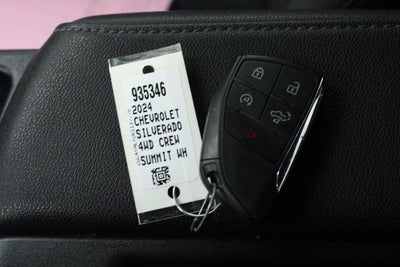 935346
2024
CHEVROLET
SILVERADO
4WD CREW
SUMMIT WH